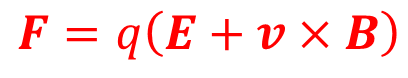 𝑭 = 𝑞(𝑬 + 𝒗 × 𝑩)